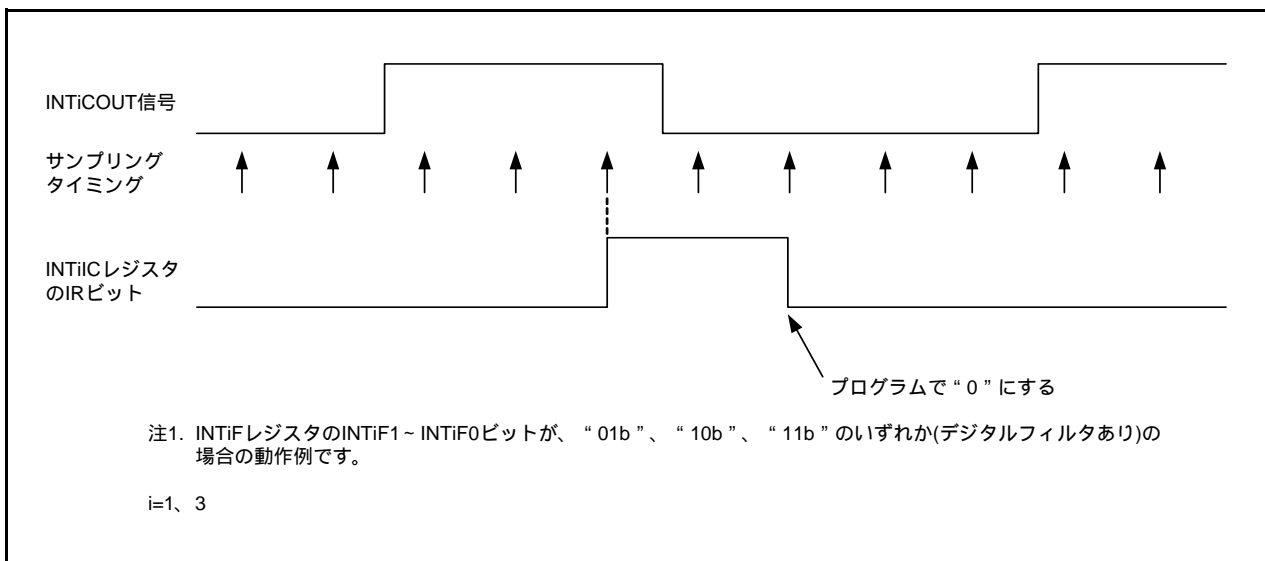 INTiCOUT信号
サンプリング
タイミング
INTiICレジスタ
のIRビット
プログラムで“0”にする
注1. INTiFレジスタのINTiF1~INTiF0ビットが、“01b”、“10b”、“11b”のいずれか(デジタルフィルタあり)の
場合の動作例です。
i=1、3